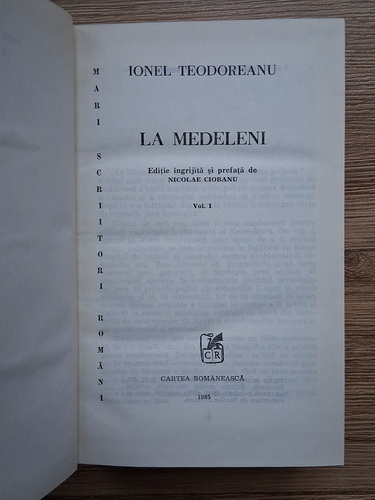 IONEL TEODOREANU
LA MEDELENI
Ediție îngrijită și prefață de
NICOLAE CIOBANU
Vol. I
MARI SCRIITORI ROMÂNI
CR
CARTEA ROMÂNEASCĂ
1985